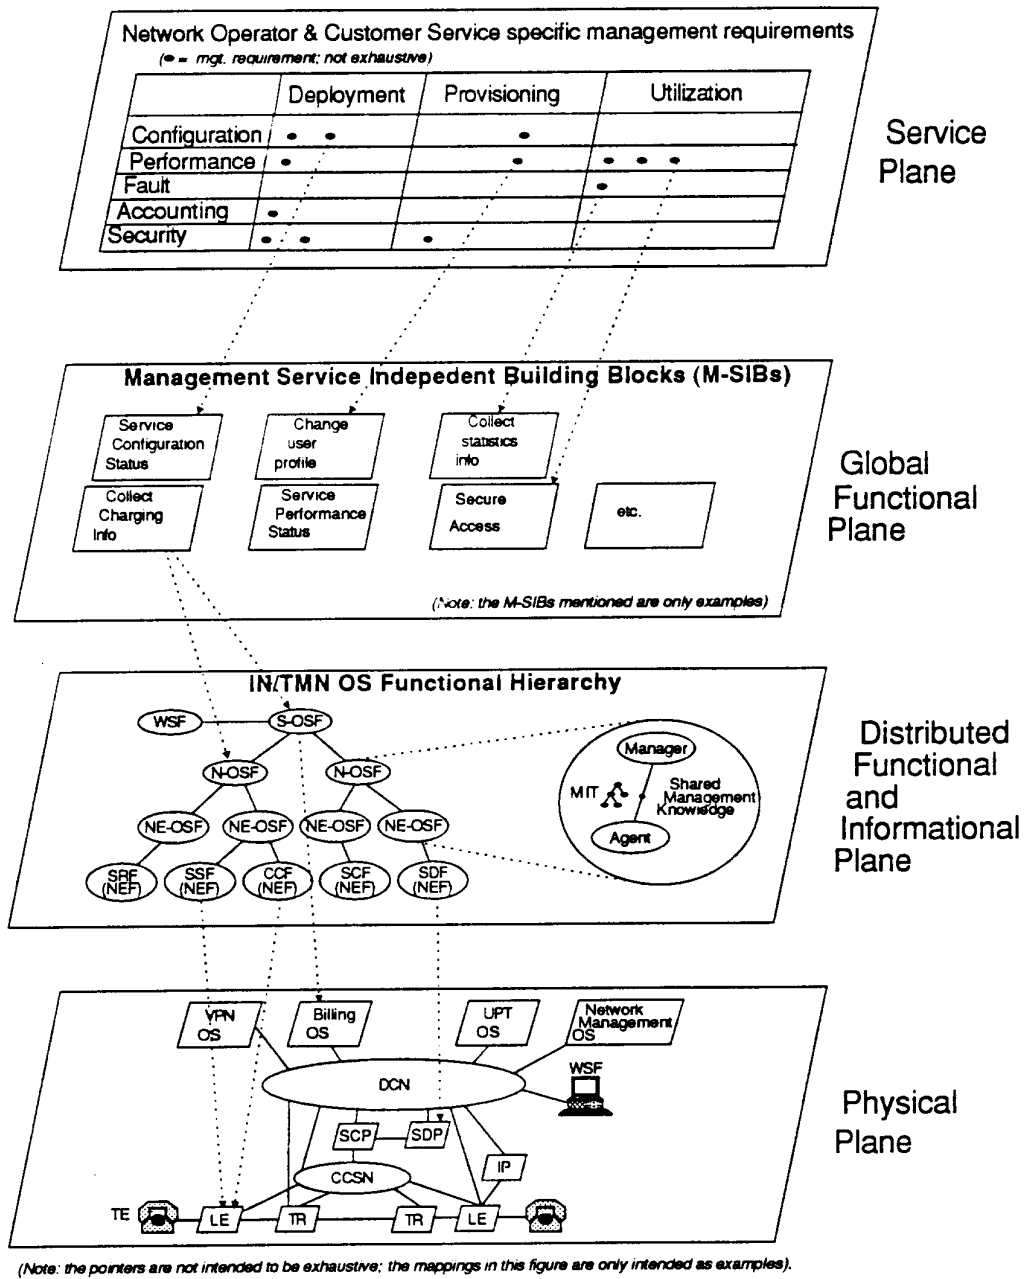 Network Operator & Customer Service specific management requirements
(● = mgt. requirement; not exhaustive)
Deployment Provisioning Utilization
Configuration
Performance
Fault
Accounting
Security
Service
Plane
Management Service Indepedent Building Blocks (M-SIBs)
Service
Configuration
Status
Change
user
profile
Collect
statistics
info
Collect
Charging
Info
Service
Performance
Status
Secure
Access
etc.
(Note: the M-SIBs mentioned are only examples)
Global
Functional
Plane
IN/TMN OS Functional Hierarchy
WSF
S-OSF
N-OSF
N-OSF
NE-OSF
NE-OSF
NE-OSF
NE-OSF
SRF
(NEF)
SSF
(NEF)
CCF
(NEF)
SCF
(NEF)
SDF
(NEF)
Manager
MIT
Shared
Management
Knowledge
Agent
Distributed
Functional
and
Informational
Plane
VPN
OS
Billing
OS
UPT
OS
Network
Management
OS
DCN
WSF
SCP
SDP
CCSN
IP
TE
LE
TR
TR
LE
Physical
Plane
(Note: the pointers are not intended to be exhaustive; the mappings in this figure are only intended as examples).